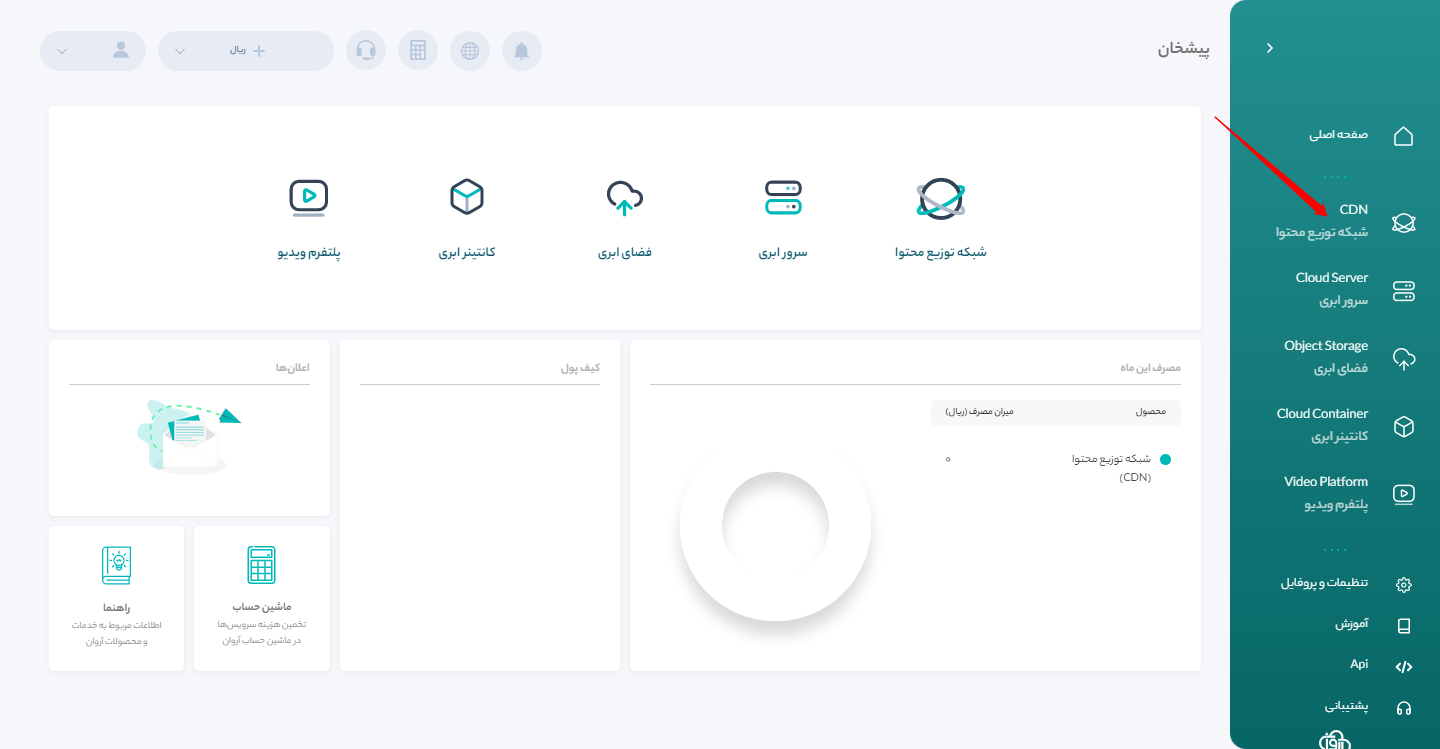 پیشخان
ریال
صفحه اصلی
CDN
شبکه توزیع محتوا
Cloud Server
سرور ابری
Object Storage
فضای ابری
Cloud Container
کانتینر ابری
Video Platform
پلتفرم ویدیو
تنظیمات و پروفایل
آموزش
Api
پشتیبانی
شبکه توزیع محتوا
سرور ابری
فضای ابری
کانتینر ابری
پلتفرم ویدیو
مصرف این ماه
محصول
میزان مصرف (ریال)
شبکه توزیع محتوا
(CDN)
۰
کیف پول
اعلان‌ها
ماشین حساب
تخمین هزینه سرویس‌ها
در ماشین حساب آروان
راهنما
اطلاعات مربوط به خدمات
و محصولات آروان